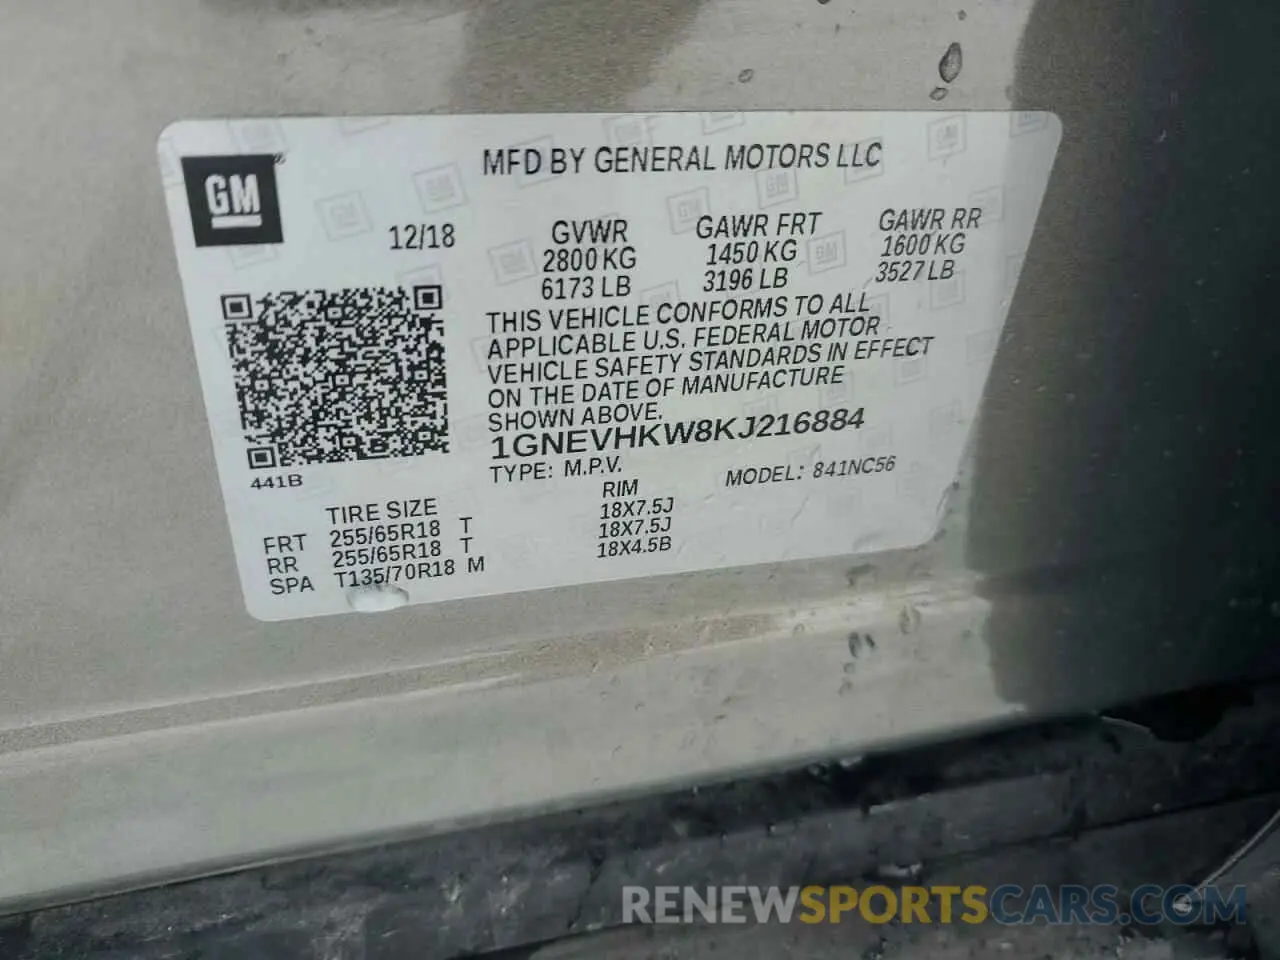 MFD BY GENERAL MOTORS LLC
GM
12/18
GVWR GAWR FRT GAWR RR
2800 KG 1450 KG 1600 KG
6173 LB 3196 LB 3527 LB
THIS VEHICLE CONFORMS TO ALL
APPLICABLE U.S. FEDERAL MOTOR
VEHICLE SAFETY STANDARDS IN EFFECT
ON THE DATE OF MANUFACTURE
SHOWN ABOVE.
1GNEVHKW8KJ216884
TYPE: M.P.V. MODEL: 841NC56
441B
TIRE SIZE RIM
FRT 255/65R18 T 18X7.5J
RR 255/65R18 T 18X7.5J
SPA T135/70R18 M 18X4.5B
RENEWSPORTSCARS.COM